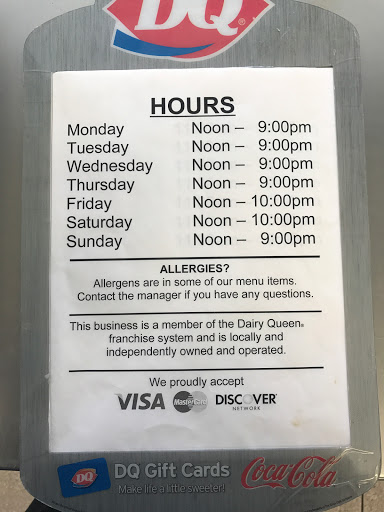 DQ
HOURS
Monday Noon – 9:00pm
Tuesday Noon – 9:00pm
Wednesday Noon – 9:00pm
Thursday Noon – 9:00pm
Friday Noon – 10:00pm
Saturday Noon – 10:00pm
Sunday Noon – 9:00pm
ALLERGIES?
Allergens are in some of our menu items.
Contact the manager if you have any questions.
This business is a member of the Dairy Queen®
franchise system and is locally and
independently owned and operated.
We proudly accept
VISA MasterCard DISCOVER
NETWORK
DQ DQ Gift Cards Coca-Cola
Make life a little sweeter!